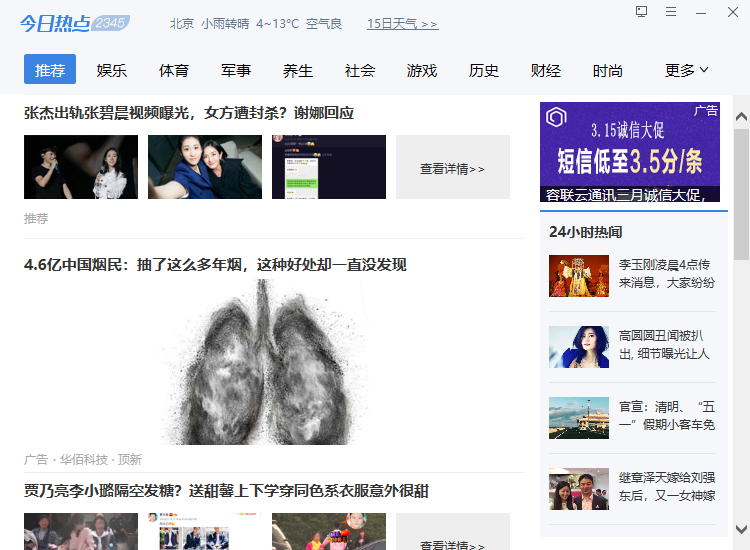 今日热点 2345
北京 小雨转晴 4~13°C 空气良 15日天气 >>
推荐 娱乐 体育 军事 养生 社会 游戏 历史 财经 时尚 更多
张杰出轨张碧晨视频曝光，女方遭封杀？谢娜回应
查看详情>>
推荐
4.6亿中国烟民：抽了这么多年烟，这种好处却一直没发现
广告 · 华佰科技 · 顶新
贾乃亮李小璐隔空发糖？送甜馨上下学穿同色系衣服意外很甜
查看详情>>
广告
3.15诚信大促
短信低至3.5分/条
容联云通讯三月诚信大促，
24小时热闻
李玉刚凌晨4点传
来消息，大家纷纷
高圆圆丑闻被扒
出, 细节曝光让人
官宣：清明、“五
一”假期小客车免
继章泽天嫁给刘强
东后，又一女神嫁